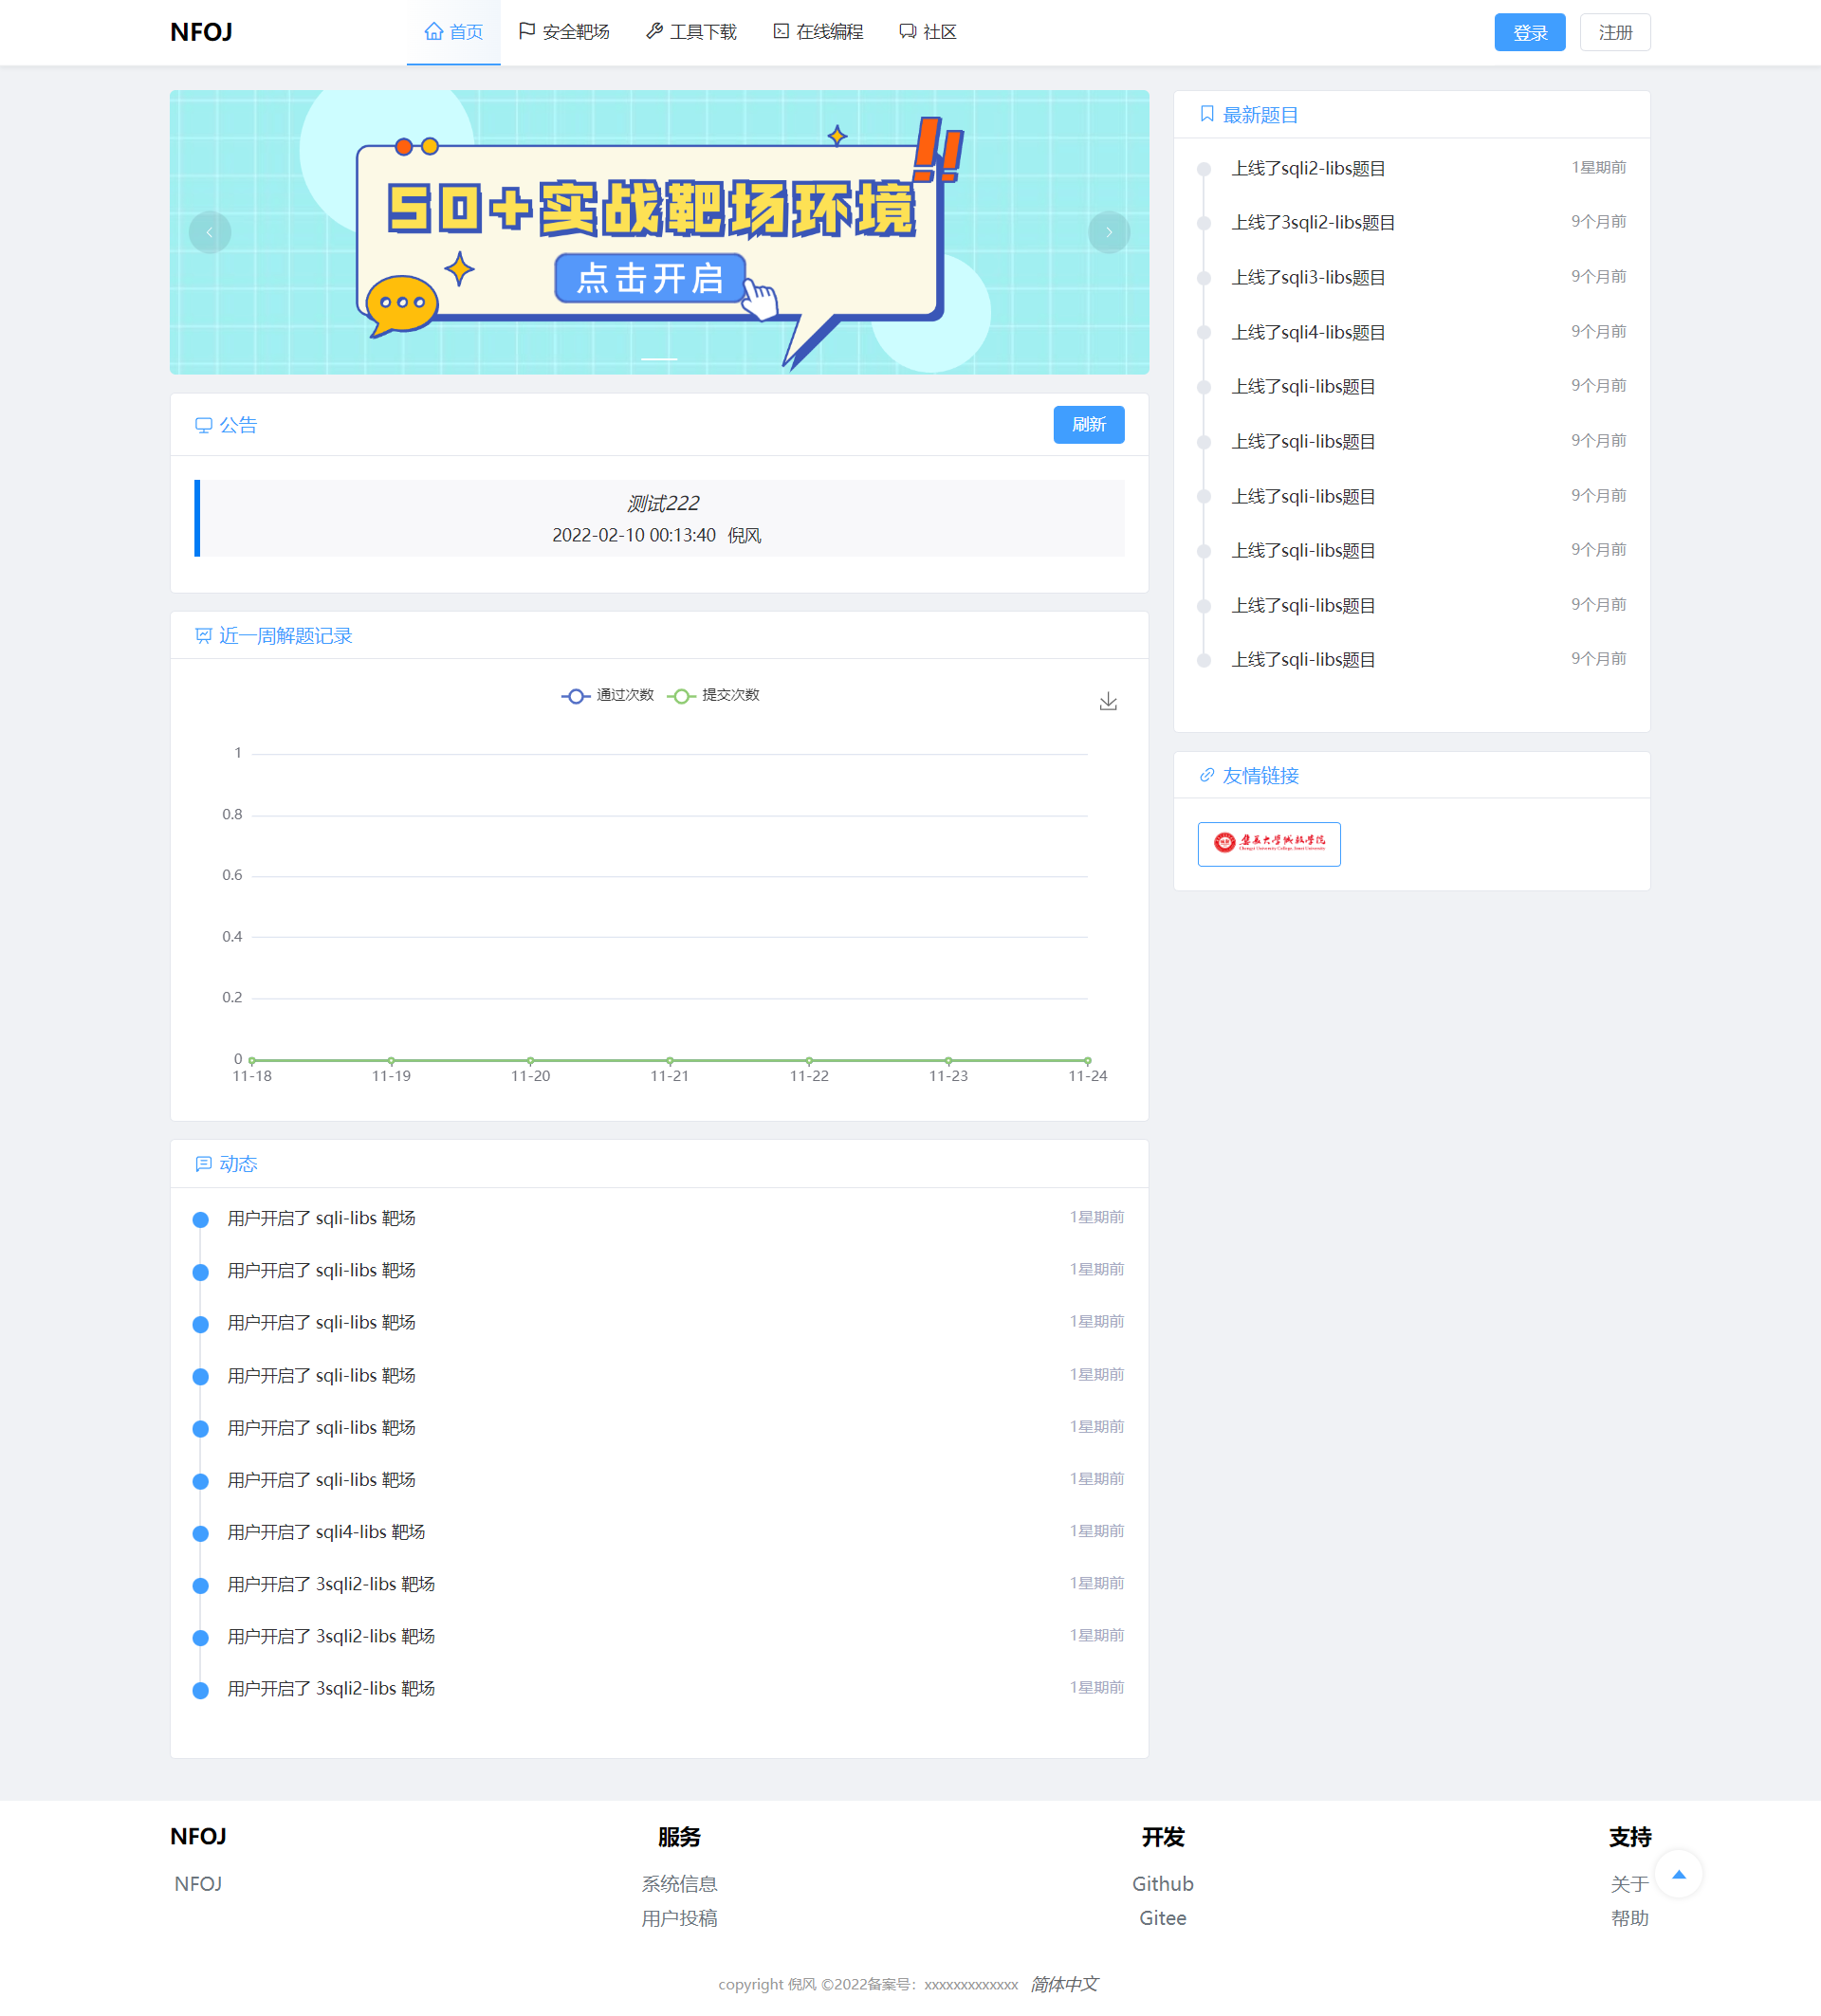 NFOJ
首页
安全靶场
工具下载
在线编程
社区
登录
注册
50+实战靶场环境
点击开启
公告
刷新
测试222
2022-02-10 00:13:40 倪风
近一周解题记录
通过次数
提交次数
1
0.8
0.6
0.4
0.2
0
11-18 11-19 11-20 11-21 11-22 11-23 11-24
动态
用户开启了 sqli-libs 靶场 1星期前
用户开启了 sqli-libs 靶场 1星期前
用户开启了 sqli-libs 靶场 1星期前
用户开启了 sqli-libs 靶场 1星期前
用户开启了 sqli-libs 靶场 1星期前
用户开启了 sqli-libs 靶场 1星期前
用户开启了 sqli4-libs 靶场 1星期前
用户开启了 3sqli2-libs 靶场 1星期前
用户开启了 3sqli2-libs 靶场 1星期前
用户开启了 3sqli2-libs 靶场 1星期前
最新题目
上线了sqli2-libs题目 1星期前
上线了3sqli2-libs题目 9个月前
上线了sqli3-libs题目 9个月前
上线了sqli4-libs题目 9个月前
上线了sqli-libs题目 9个月前
上线了sqli-libs题目 9个月前
上线了sqli-libs题目 9个月前
上线了sqli-libs题目 9个月前
上线了sqli-libs题目 9个月前
上线了sqli-libs题目 9个月前
友情链接
集美大学诚毅学院
Chengyi University College, Jimei University
NFOJ
NFOJ
服务
系统信息
用户投稿
开发
Github
Gitee
支持
关于
帮助
copyright 倪风 ©2022备案号：xxxxxxxxxxxxx 简体中文